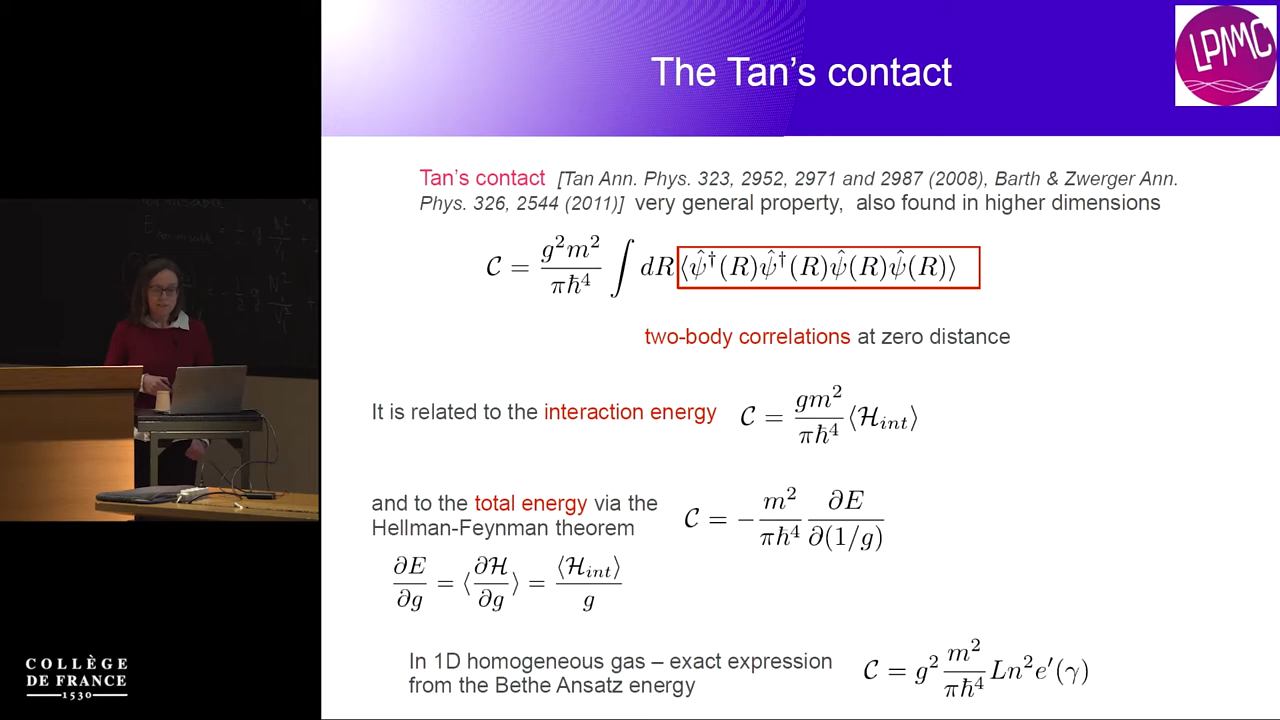 The Tan's contact
LPMMC
Tan's contact [Tan Ann. Phys. 323, 2952, 2971 and 2987 (2008), Barth & Zwerger Ann.
Phys. 326, 2544 (2011)] very general property, also found in higher dimensions
𝒞 = g²m²/πℏ⁴ ∫ dR⟨ψ̂†(R)ψ̂†(R)ψ̂(R)ψ̂(R)⟩
two-body correlations at zero distance
It is related to the interaction energy 𝒞 = gm²/πℏ⁴ ⟨ℋint⟩
and to the total energy via the
Hellman-Feynman theorem 𝒞 = − m²/πℏ⁴ ∂E/∂(1/g)
∂E/∂g = ⟨∂ℋ/∂g⟩ = ⟨ℋint⟩/g
In 1D homogeneous gas – exact expression
from the Bethe Ansatz energy 𝒞 = g² m²/πℏ⁴ Ln²e′(γ)
COLLÈGE
DE FRANCE
1530